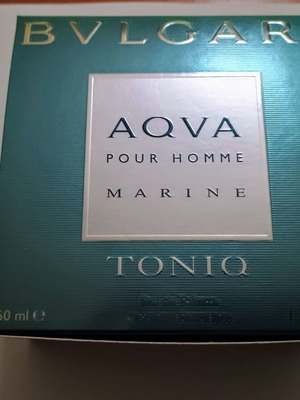 BVLGAR
AQVA
POUR HOMME
MARINE
TONIQ
50 ml ℮